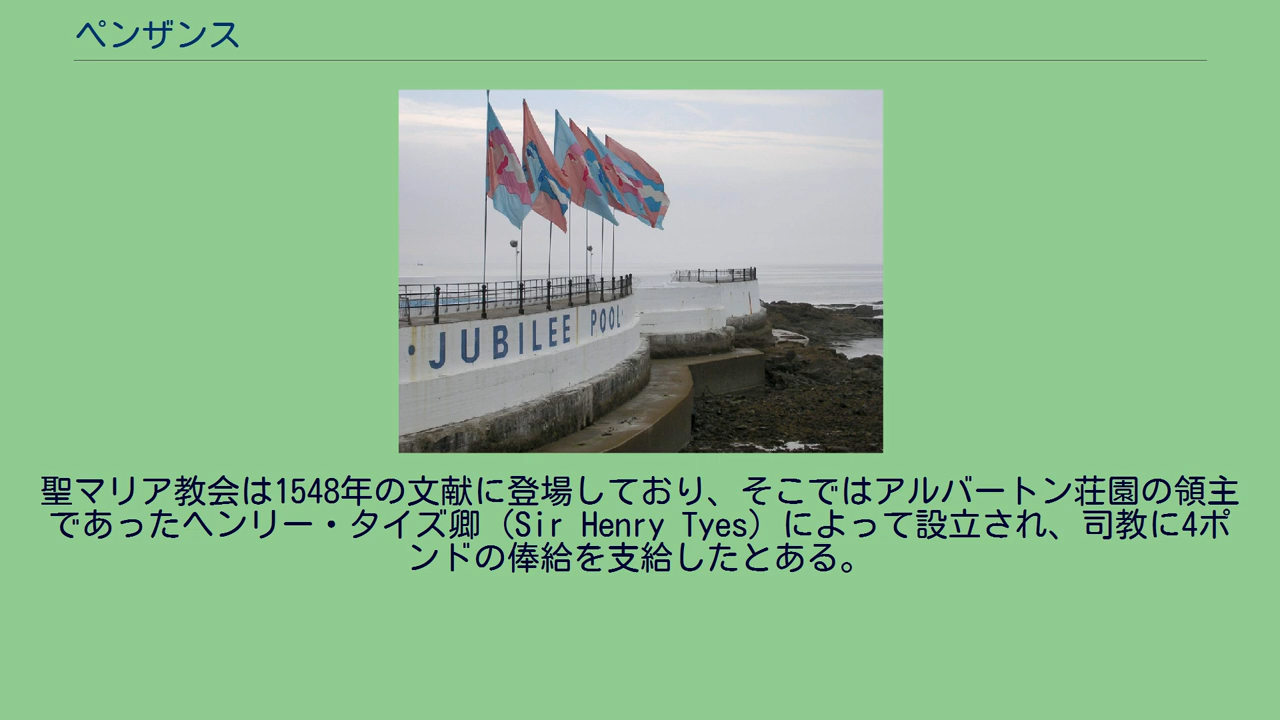 ペンザンス
・JUBILEE POOL・
聖マリア教会は1548年の文献に登場しており、そこではアルバートン荘園の領主
であったヘンリー・タイズ卿（Sir Henry Tyes）によって設立され、司教に4ポ
ンドの俸給を支給したとある。